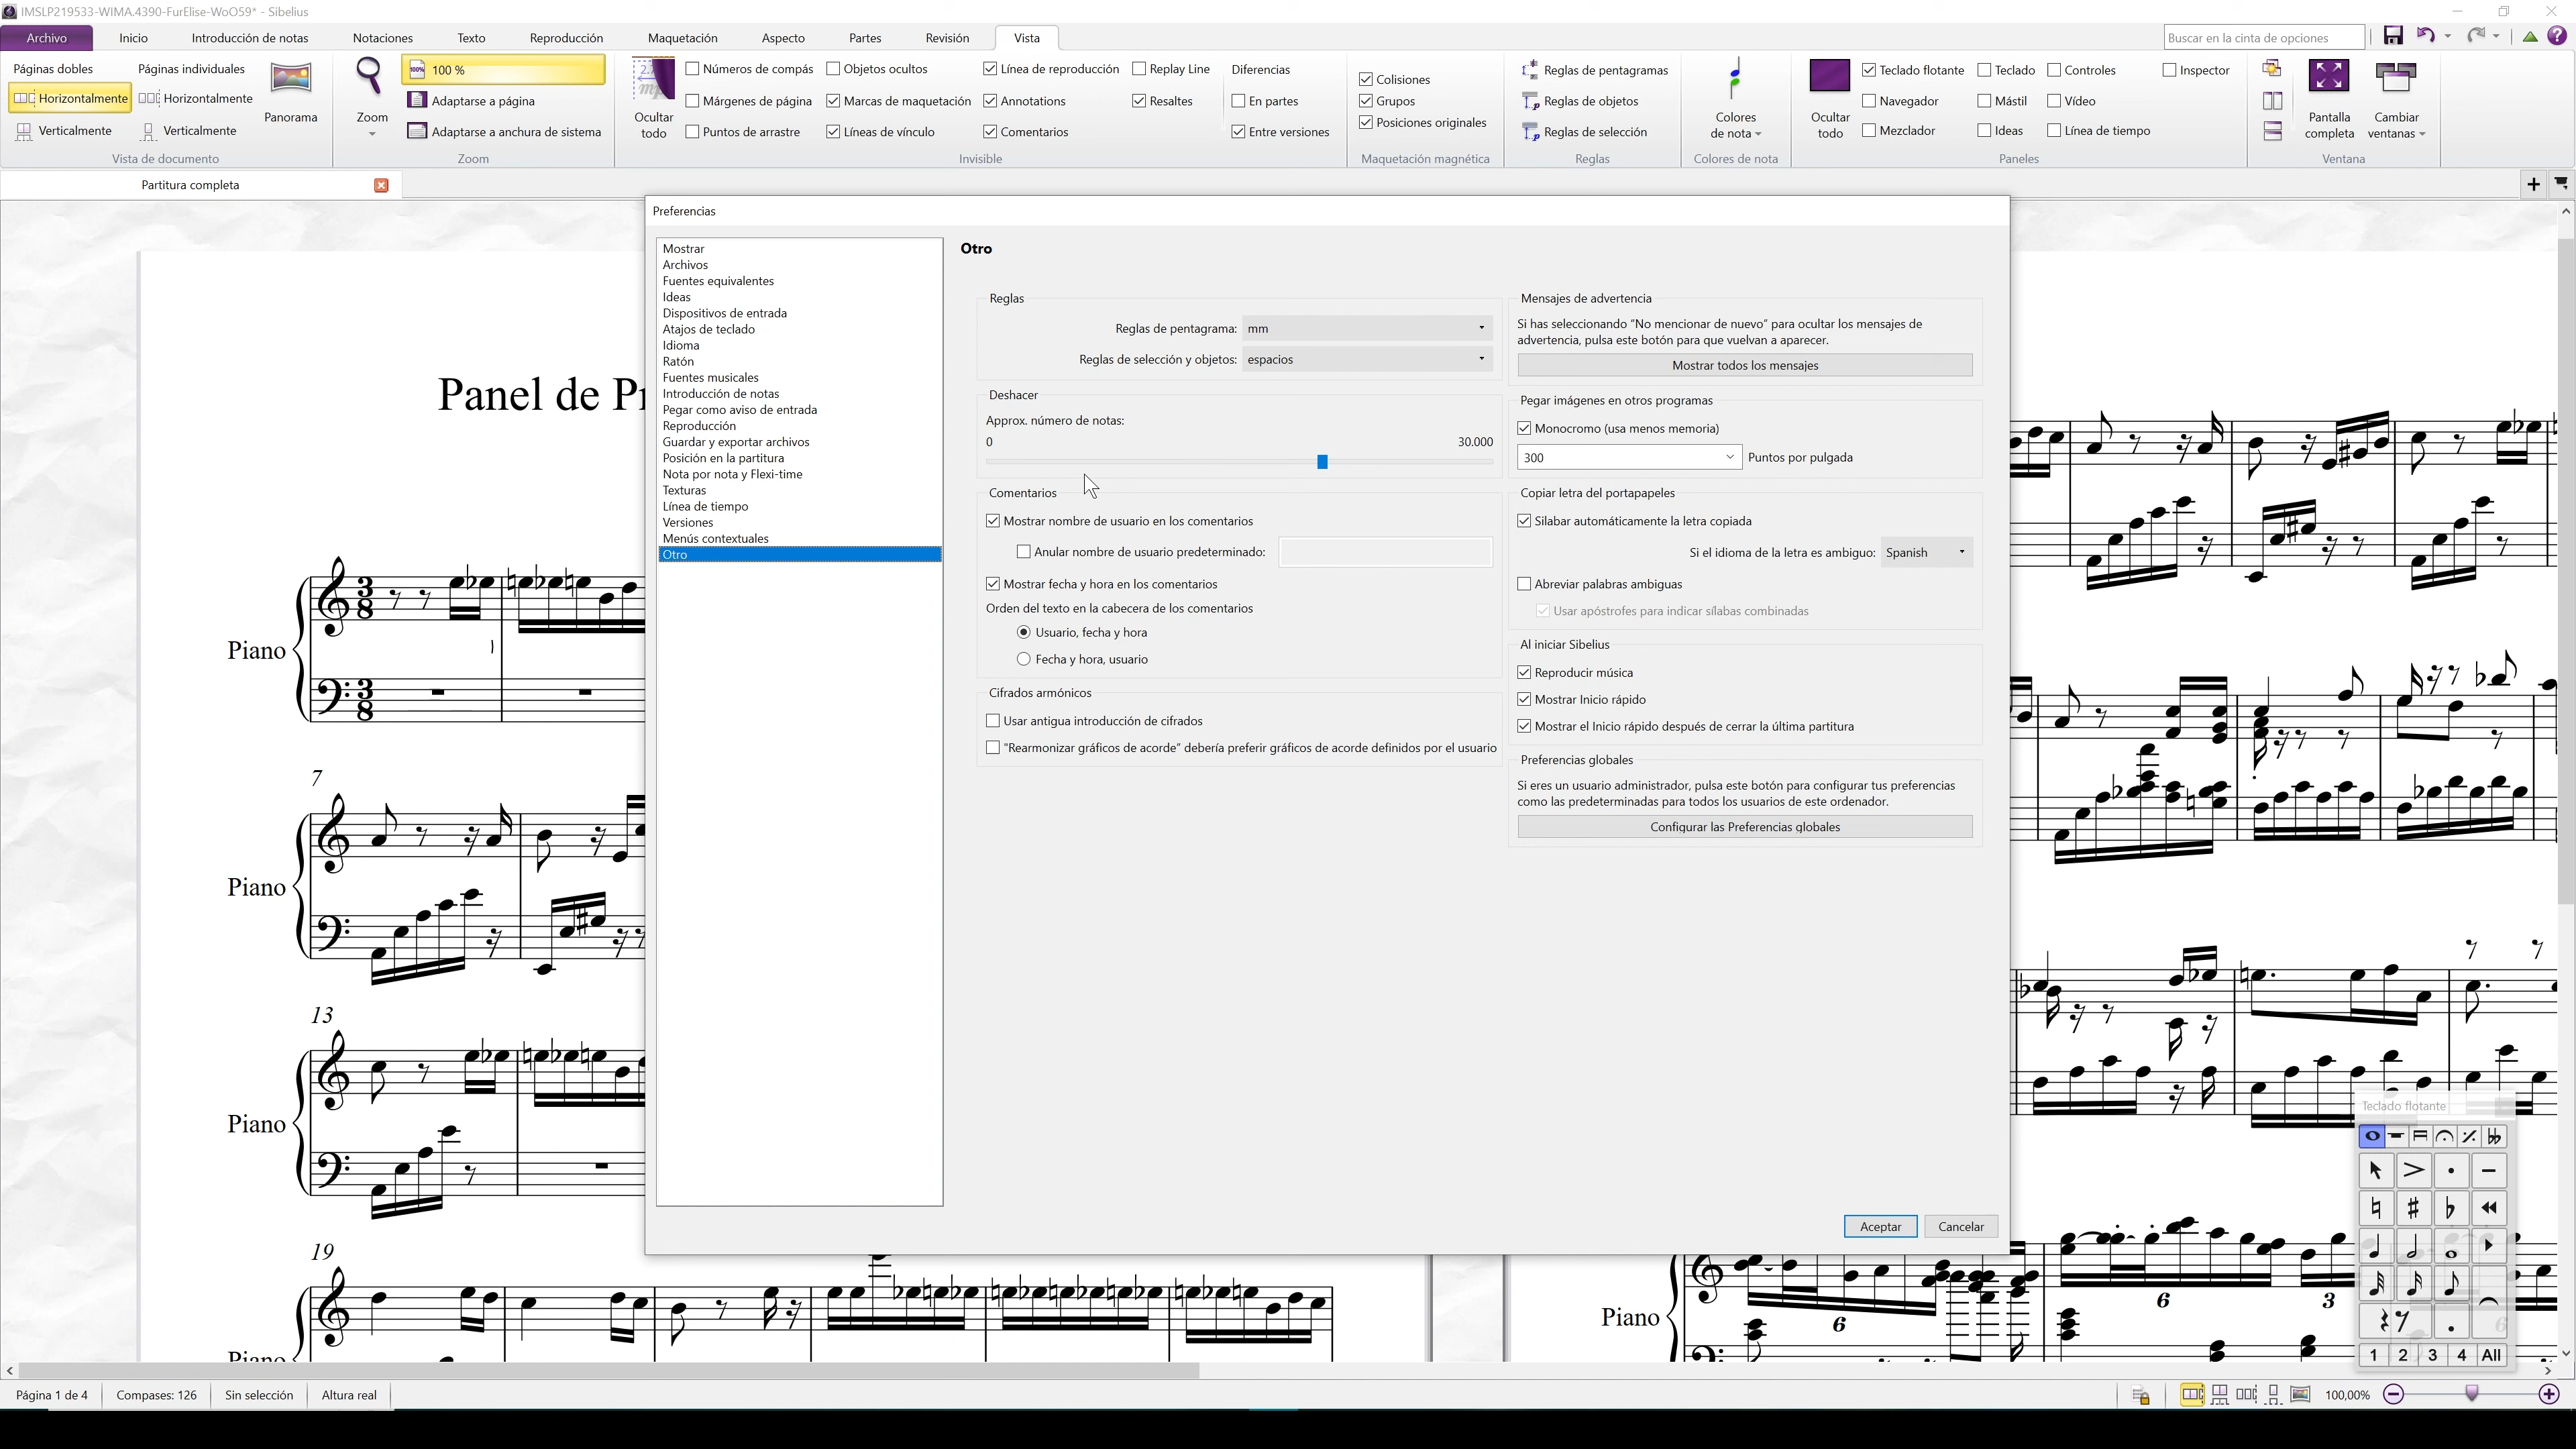 IMSLP219533-WIMA.4390-FurElise-WoO59* - Sibelius
Archivo
Inicio
Introducción de notas
Notaciones
Texto
Reproducción
Maquetación
Aspecto
Partes
Revisión
Vista
Buscar en la cinta de opciones
Páginas dobles
Horizontalmente
Verticalmente
Páginas individuales
Horizontalmente
Verticalmente
Panorama
Vista de documento
Zoom
100%
100 %
Adaptarse a página
Adaptarse a anchura de sistema
Zoom
Ocultar
todo
Números de compás
Márgenes de página
Puntos de arrastre
Objetos ocultos
Marcas de maquetación
Líneas de vínculo
Línea de reproducción
Annotations
Comentarios
Replay Line
Resaltes
Diferencias
En partes
Entre versiones
Invisible
Colisiones
Grupos
Posiciones originales
Maquetación magnética
Reglas de pentagramas
Reglas de objetos
Reglas de selección
Reglas
Colores
de nota
Colores de nota
Ocultar
todo
Teclado flotante
Navegador
Mezclador
Teclado
Mástil
Ideas
Controles
Vídeo
Línea de tiempo
Inspector
Paneles
Pantalla
completa
Cambiar
ventanas
Ventana
Partitura completa
Preferencias
Mostrar
Archivos
Fuentes equivalentes
Ideas
Dispositivos de entrada
Atajos de teclado
Idioma
Ratón
Fuentes musicales
Introducción de notas
Pegar como aviso de entrada
Reproducción
Guardar y exportar archivos
Posición en la partitura
Nota por nota y Flexi-time
Texturas
Línea de tiempo
Versiones
Menús contextuales
Otro
Otro
Reglas
Reglas de pentagrama:
mm
Reglas de selección y objetos:
espacios
Deshacer
Approx. número de notas:
0
30.000
Comentarios
Mostrar nombre de usuario en los comentarios
Anular nombre de usuario predeterminado:
Mostrar fecha y hora en los comentarios
Orden del texto en la cabecera de los comentarios
Usuario, fecha y hora
Fecha y hora, usuario
Cifrados armónicos
Usar antigua introducción de cifrados
"Rearmonizar gráficos de acorde" debería preferir gráficos de acorde definidos por el usuario
Mensajes de advertencia
Si has seleccionando "No mencionar de nuevo" para ocultar los mensajes de
advertencia, pulsa este botón para que vuelvan a aparecer.
Mostrar todos los mensajes
Pegar imágenes en otros programas
Monocromo (usa menos memoria)
300
Puntos por pulgada
Copiar letra del portapapeles
Silabar automáticamente la letra copiada
Si el idioma de la letra es ambiguo:
Spanish
Abreviar palabras ambiguas
Usar apóstrofes para indicar sílabas combinadas
Al iniciar Sibelius
Reproducir música
Mostrar Inicio rápido
Mostrar el Inicio rápido después de cerrar la última partitura
Preferencias globales
Si eres un usuario administrador, pulsa este botón para configurar tus preferencias
como las predeterminadas para todos los usuarios de este ordenador.
Configurar las Preferencias globales
Aceptar
Cancelar
Panel de Pr
Piano
7
Piano
13
Piano
19
Piano
Piano
6
6
3
Teclado flotante
1
2
3
4
All
Página 1 de 4
Compases: 126
Sin selección
Altura real
100,00%